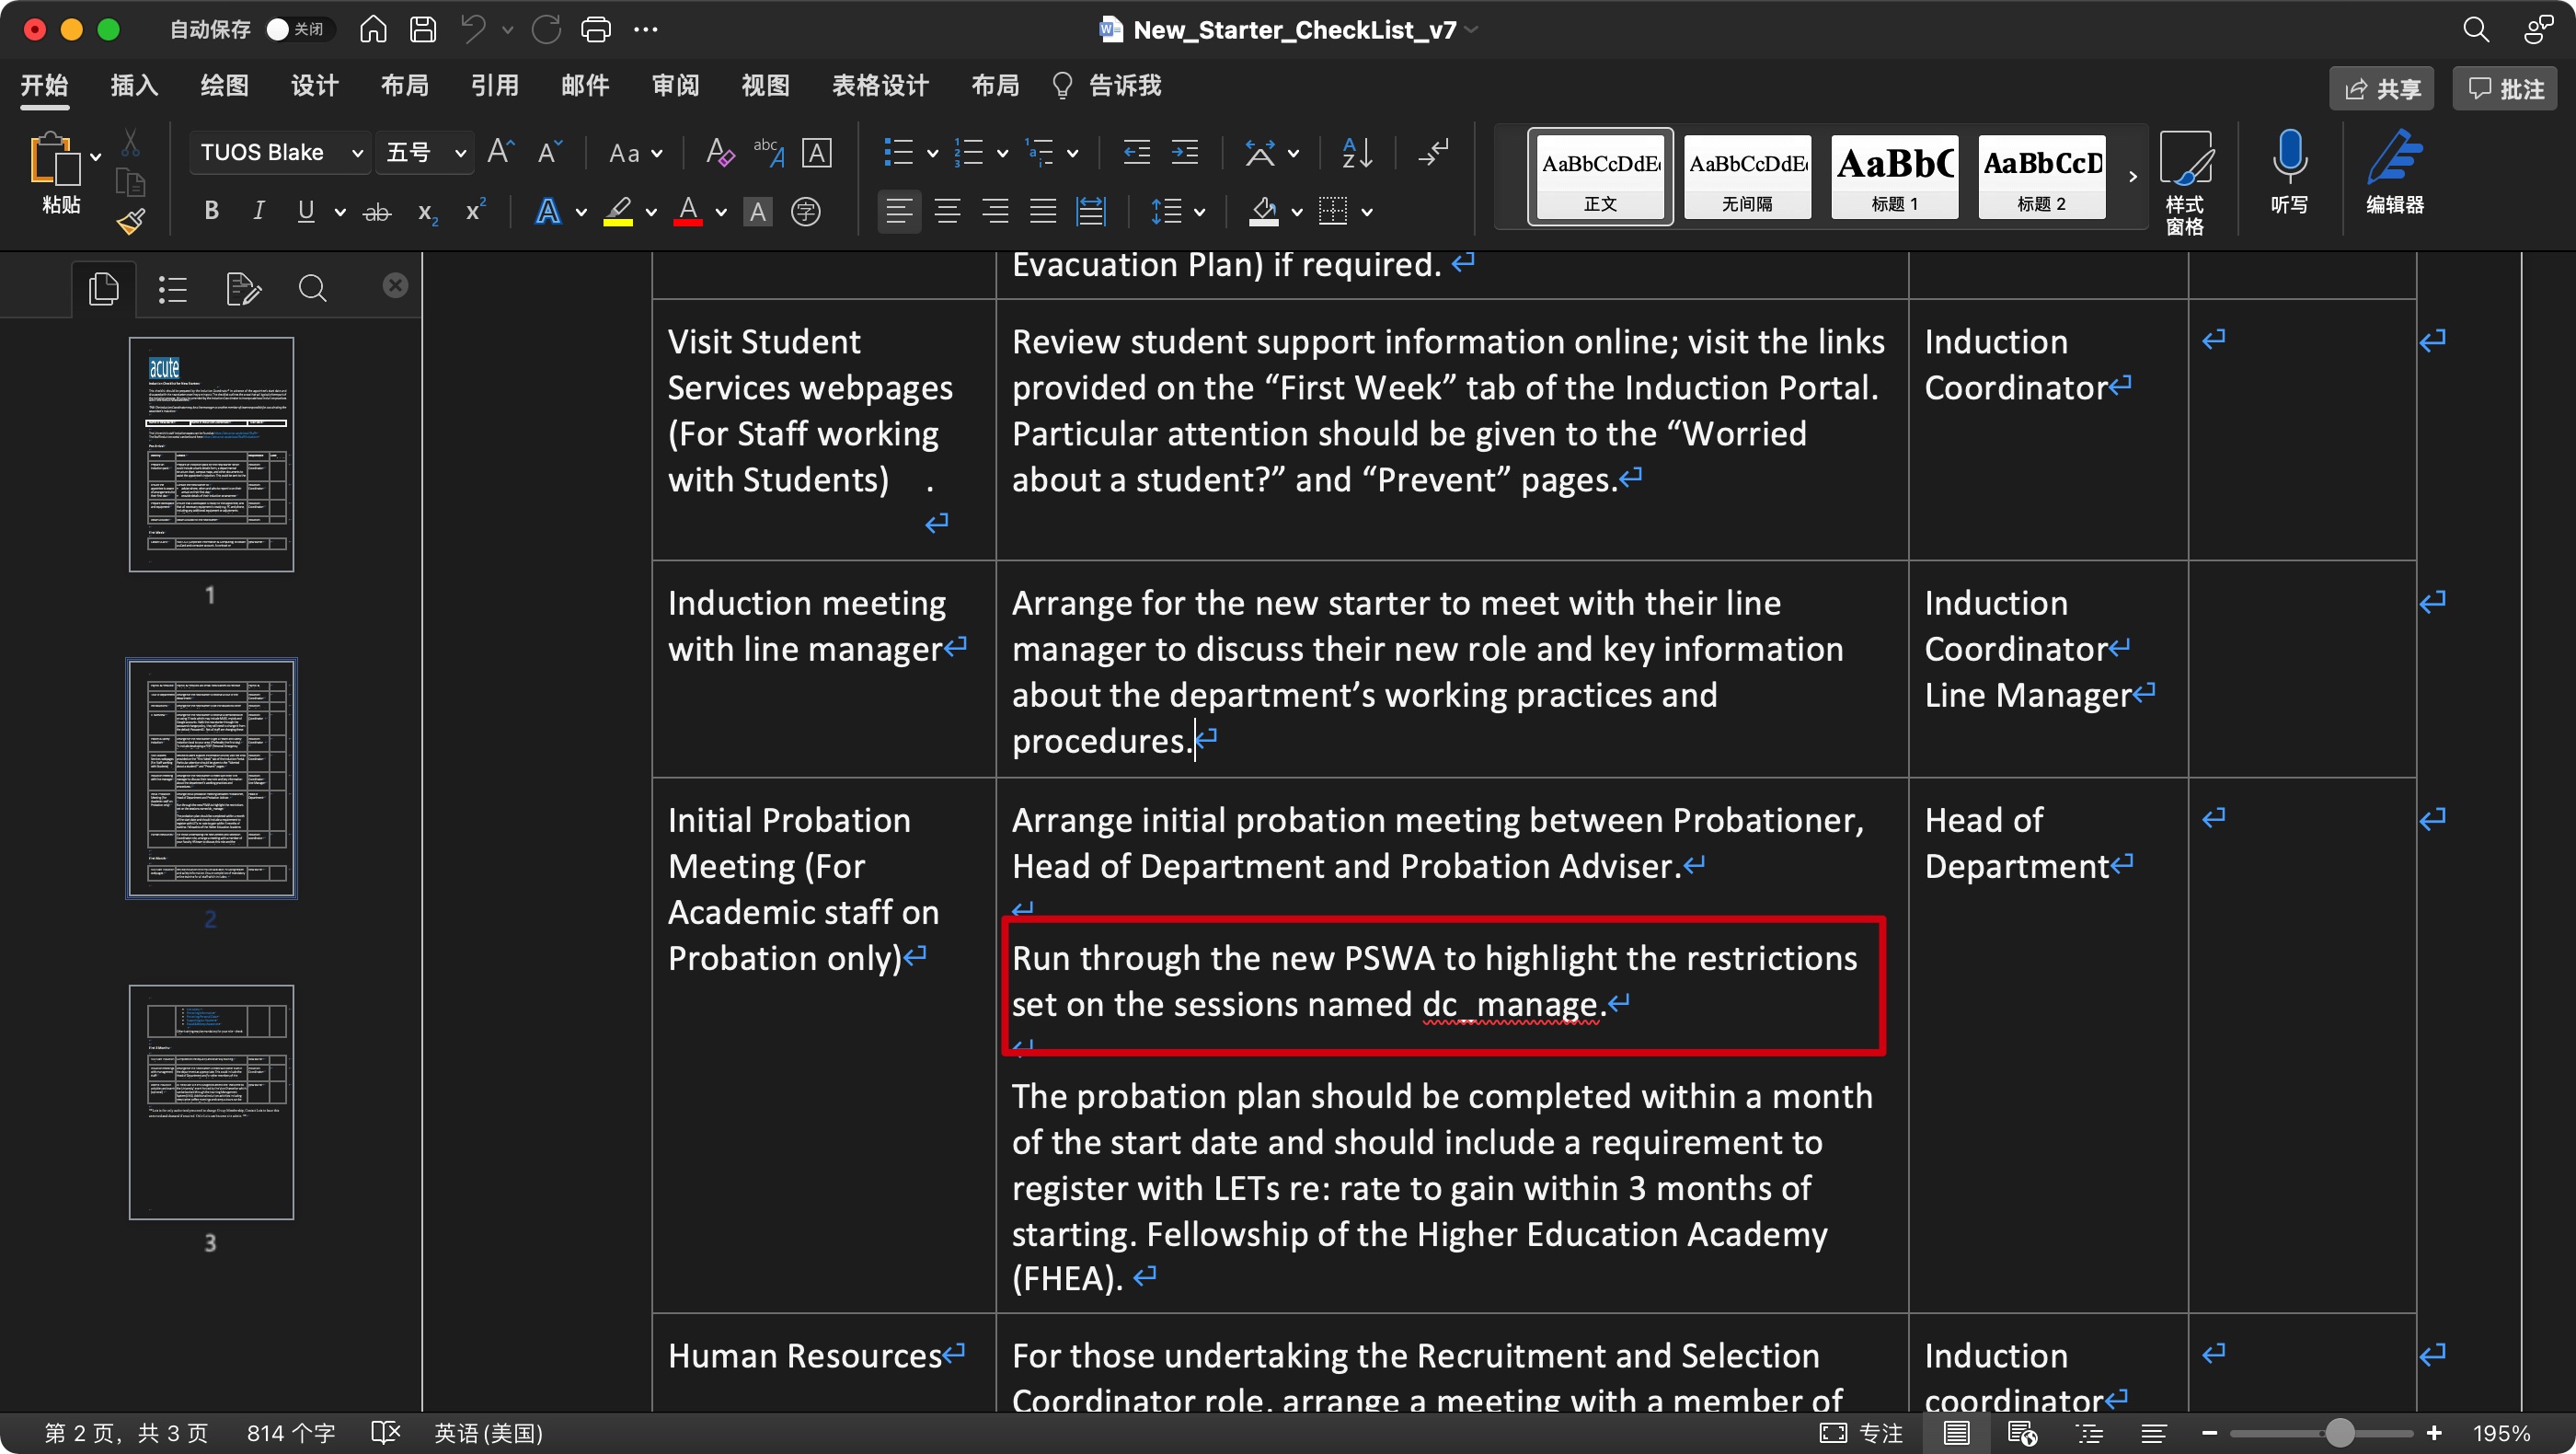 自动保存 关闭
New_Starter_CheckList_v7
开始 插入 绘图 设计 布局 引用 邮件 审阅 视图 表格设计 布局 告诉我 共享 批注
粘贴
TUOS Blake 五号
AaBbCcDdEe 正文
AaBbCcDdEe 无间隔
AaBbC 标题 1
AaBbCcD 标题 2
样式
窗格
听写
编辑器
acute
1
2
3
Evacuation Plan) if required.
Visit Student
Services webpages
(For Staff working
with Students) .
Review student support information online; visit the links
provided on the “First Week” tab of the Induction Portal.
Particular attention should be given to the “Worried
about a student?” and “Prevent” pages.
Induction
Coordinator
Induction meeting
with line manager
Arrange for the new starter to meet with their line
manager to discuss their new role and key information
about the department’s working practices and
procedures.
Induction
Coordinator
Line Manager
Initial Probation
Meeting (For
Academic staff on
Probation only)
Arrange initial probation meeting between Probationer,
Head of Department and Probation Adviser.
Run through the new PSWA to highlight the restrictions
set on the sessions named dc_manage.
The probation plan should be completed within a month
of the start date and should include a requirement to
register with LETs re: rate to gain within 3 months of
starting. Fellowship of the Higher Education Academy
(FHEA).
Head of
Department
Human Resources
For those undertaking the Recruitment and Selection
Coordinator role, arrange a meeting with a member of
Induction
coordinator
第 2 页，共 3 页 814 个字 英语(美国) 专注 195%